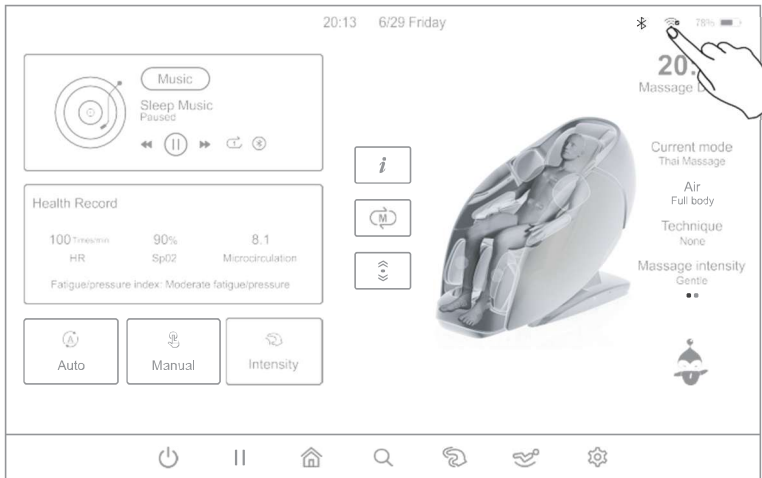 20:13 6/29 Friday 78%
Music
Sleep Music
Paused
Health Record
100 Times/min 90% 8.1
HR Sp02 Microcirculation
Fatigue/pressure index: Moderate fatigue/pressure
A Auto
Manual
Intensity
i
M
20:
Massage
Current mode
Thai Massage
Air
Full body
Technique
None
Massage intensity
Gentle